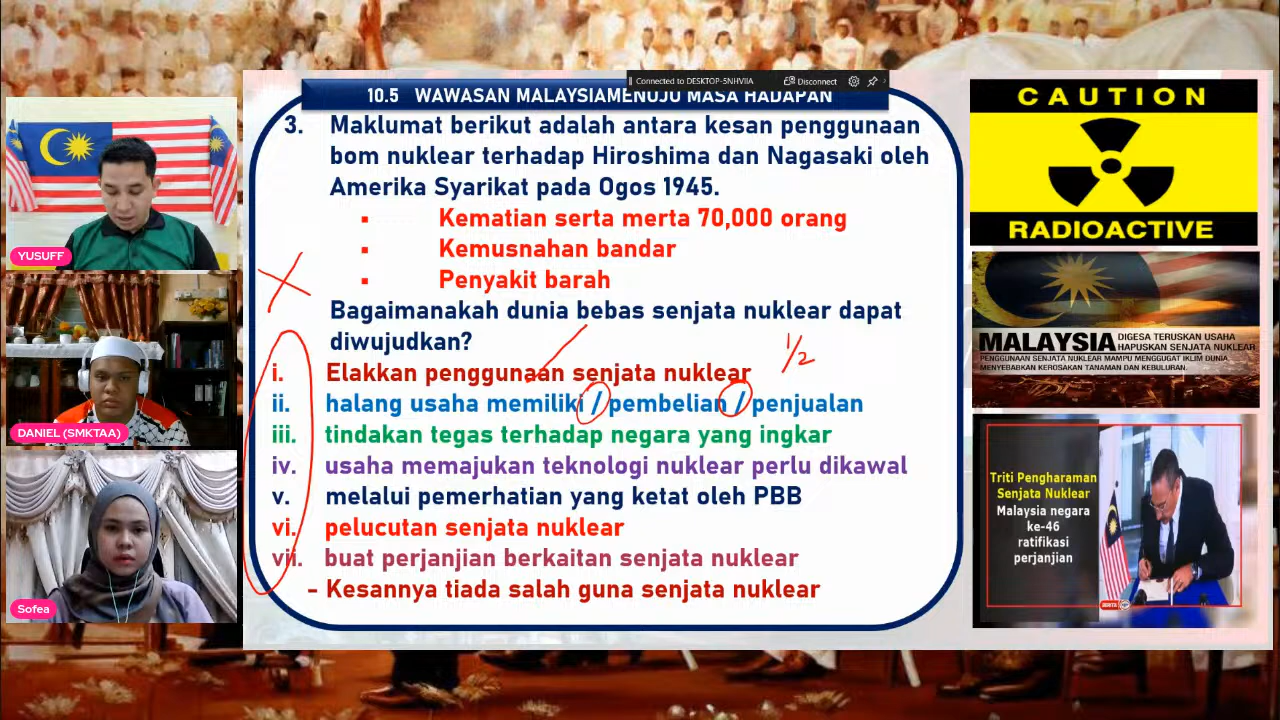 Connected to DESKTOP-5NHVIIA Disconnect
10.5 WAWASAN MALAYSIAMENUJU MASA HADAPAN
3. Maklumat berikut adalah antara kesan penggunaan
bom nuklear terhadap Hiroshima dan Nagasaki oleh
Amerika Syarikat pada Ogos 1945.
▪ Kematian serta merta 70,000 orang
▪ Kemusnahan bandar
▪ Penyakit barah
Bagaimanakah dunia bebas senjata nuklear dapat
diwujudkan?
1/2
i. Elakkan penggunaan senjata nuklear
ii. halang usaha memiliki / pembelian / penjualan
iii. tindakan tegas terhadap negara yang ingkar
iv. usaha memajukan teknologi nuklear perlu dikawal
v. melalui pemerhatian yang ketat oleh PBB
vi. pelucutan senjata nuklear
vii. buat perjanjian berkaitan senjata nuklear
- Kesannya tiada salah guna senjata nuklear
YUSUFF
DANIEL (SMKTAA)
Sofea
CAUTION
RADIOACTIVE
MALAYSIA DIGESA TERUSKAN USAHA
HAPUSKAN SENJATA NUKLEAR
PENGGUNAAN SENJATA NUKLEAR MAMPU MENGGUGAT IKLIM DUNIA,
MENYEBABKAN KEROSAKAN TANAMAN DAN KEBULURAN.
Triti Pengharaman
Senjata Nuklear
Malaysia negara
ke-46
ratifikasi
perjanjian